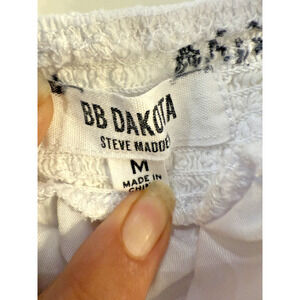 BB DAKOTA
STEVE MADDEN
M
MADE IN
CHINA